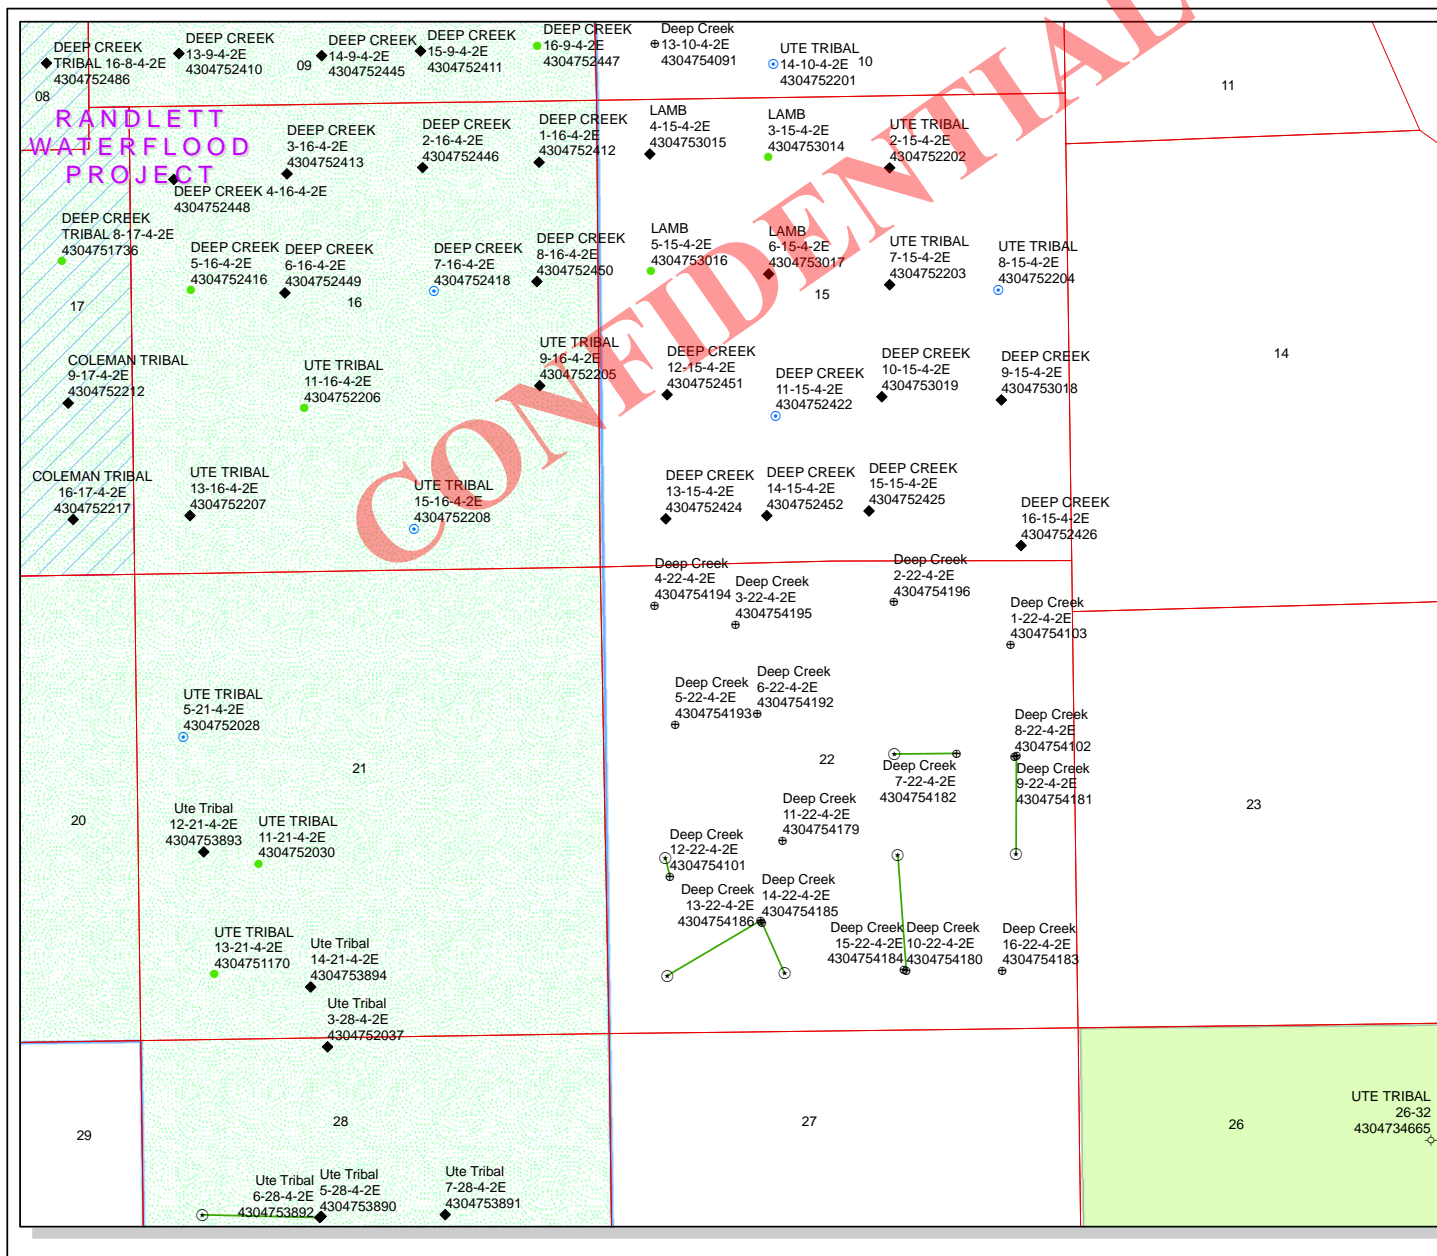 DEEP CREEK
TRIBAL 16-8-4-2E
4304752486
DEEP CREEK
13-9-4-2E
4304752410
DEEP CREEK
14-9-4-2E
4304752445
DEEP CREEK
15-9-4-2E
4304752411
DEEP CREEK
16-9-4-2E
4304752447
Deep Creek
13-10-4-2E
4304754091
UTE TRIBAL
14-10-4-2E
4304752201
08
09
10
11
RANDLETT
WATERFLOOD
PROJECT
DEEP CREEK
3-16-4-2E
4304752413
DEEP CREEK
2-16-4-2E
4304752446
DEEP CREEK
1-16-4-2E
4304752412
LAMB
4-15-4-2E
4304753015
LAMB
3-15-4-2E
4304753014
UTE TRIBAL
2-15-4-2E
4304752202
DEEP CREEK 4-16-4-2E
4304752448
DEEP CREEK
TRIBAL 8-17-4-2E
4304751736
DEEP CREEK
5-16-4-2E
4304752416
DEEP CREEK
6-16-4-2E
4304752449
DEEP CREEK
7-16-4-2E
4304752418
DEEP CREEK
8-16-4-2E
4304752450
LAMB
5-15-4-2E
4304753016
LAMB
6-15-4-2E
4304753017
UTE TRIBAL
7-15-4-2E
4304752203
UTE TRIBAL
8-15-4-2E
4304752204
17
16
15
14
COLEMAN TRIBAL
9-17-4-2E
4304752212
UTE TRIBAL
11-16-4-2E
4304752206
UTE TRIBAL
9-16-4-2E
4304752205
DEEP CREEK
12-15-4-2E
4304752451
DEEP CREEK
11-15-4-2E
4304752422
DEEP CREEK
10-15-4-2E
4304753019
DEEP CREEK
9-15-4-2E
4304753018
COLEMAN TRIBAL
16-17-4-2E
4304752217
UTE TRIBAL
13-16-4-2E
4304752207
UTE TRIBAL
15-16-4-2E
4304752208
DEEP CREEK
13-15-4-2E
4304752424
DEEP CREEK
14-15-4-2E
4304752452
DEEP CREEK
15-15-4-2E
4304752425
DEEP CREEK
16-15-4-2E
4304752426
CONFIDENTIAL
Deep Creek
4-22-4-2E
4304754194
Deep Creek
3-22-4-2E
4304754195
Deep Creek
2-22-4-2E
4304754196
Deep Creek
1-22-4-2E
4304754103
UTE TRIBAL
5-21-4-2E
4304752028
Deep Creek
5-22-4-2E
4304754193
Deep Creek
6-22-4-2E
4304754192
Deep Creek
8-22-4-2E
4304754102
Deep Creek
7-22-4-2E
4304754182
Deep Creek
9-22-4-2E
4304754181
20
21
22
23
Ute Tribal
12-21-4-2E
4304753893
UTE TRIBAL
11-21-4-2E
4304752030
Deep Creek
12-22-4-2E
4304754101
Deep Creek
11-22-4-2E
4304754179
Deep Creek
13-22-4-2E
4304754186
Deep Creek
14-22-4-2E
4304754185
Deep Creek
15-22-4-2E
4304754184
Deep Creek
10-22-4-2E
4304754180
Deep Creek
16-22-4-2E
4304754183
UTE TRIBAL
13-21-4-2E
4304751170
Ute Tribal
14-21-4-2E
4304753894
Ute Tribal
3-28-4-2E
4304752037
29
28
27
26
UTE TRIBAL
26-32
4304734665
Ute Tribal
6-28-4-2E
4304753892
Ute Tribal
5-28-4-2E
4304753890
Ute Tribal
7-28-4-2E
4304753891